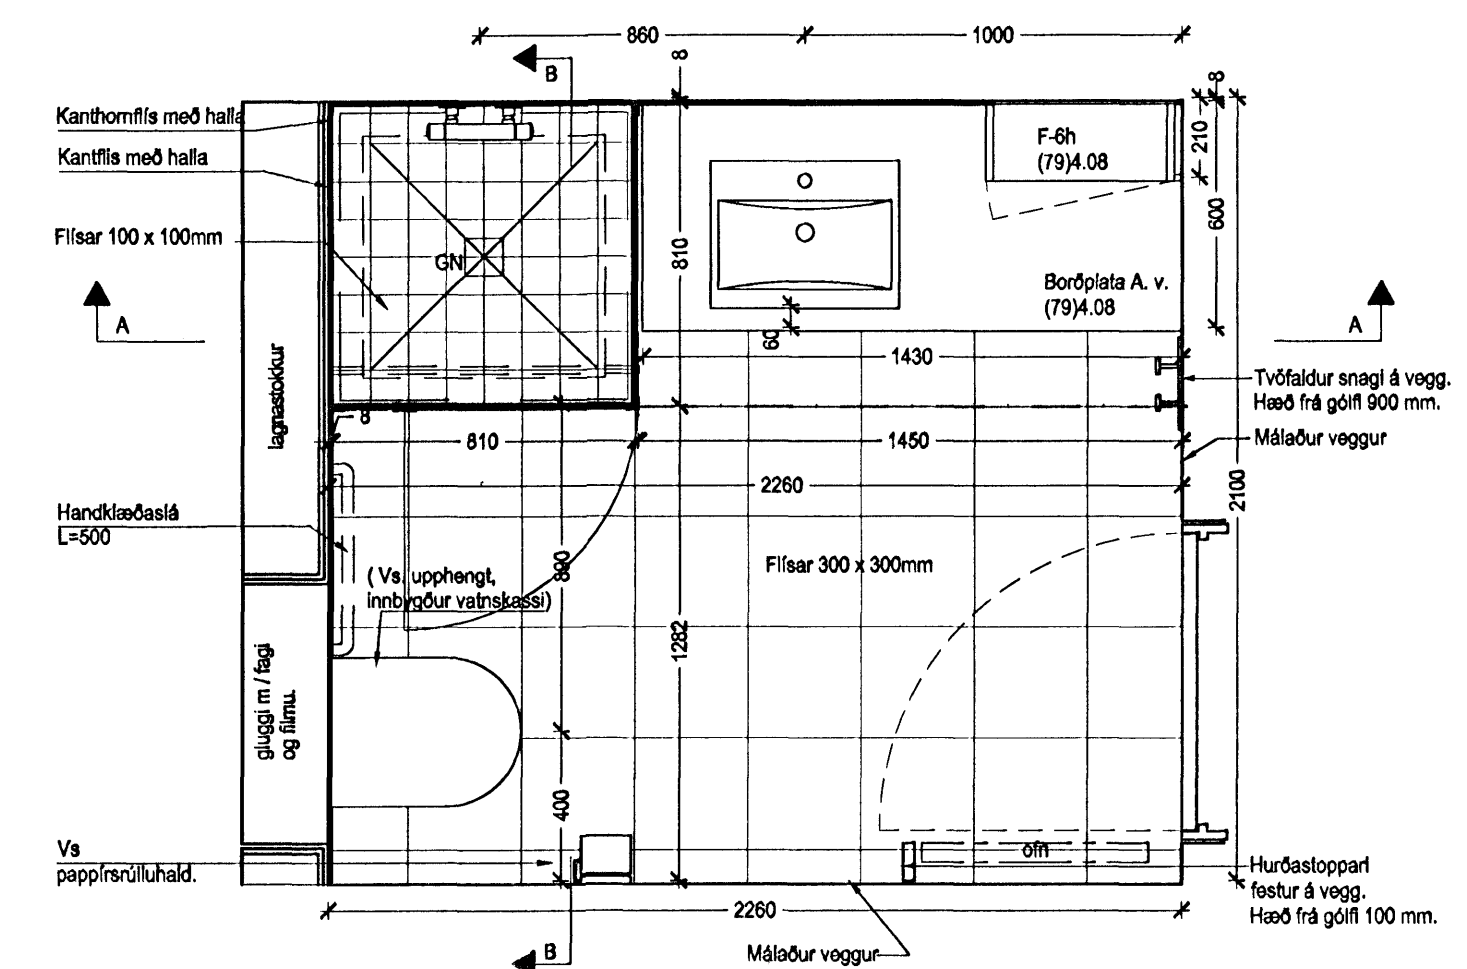 860
1000
B
8
8
Kanthornflís með halla
Kantflís með halla
Flísar 100 x 100mm
GN
F-6h
(79)4.08
210
600
810
Borðplata A. v.
(79)4.08
A
A
60
1430
Tvöfaldur snagi á vegg.
Hæð frá gólfi 900 mm.
lagnastokkur
8
810
1450
Málaður veggur
2260
2100
Handklæðaslá
L=500
890
Flísar 300 x 300mm
( Vs. upphengt,
innbygður vatnskassi)
1282
gluggi m / fagi
og filmu.
400
Vs
pappírsrúlluhald.
ofn
Hurðastoppari
festur á vegg.
Hæð frá gólfi 100 mm.
2260
B
Málaður veggur